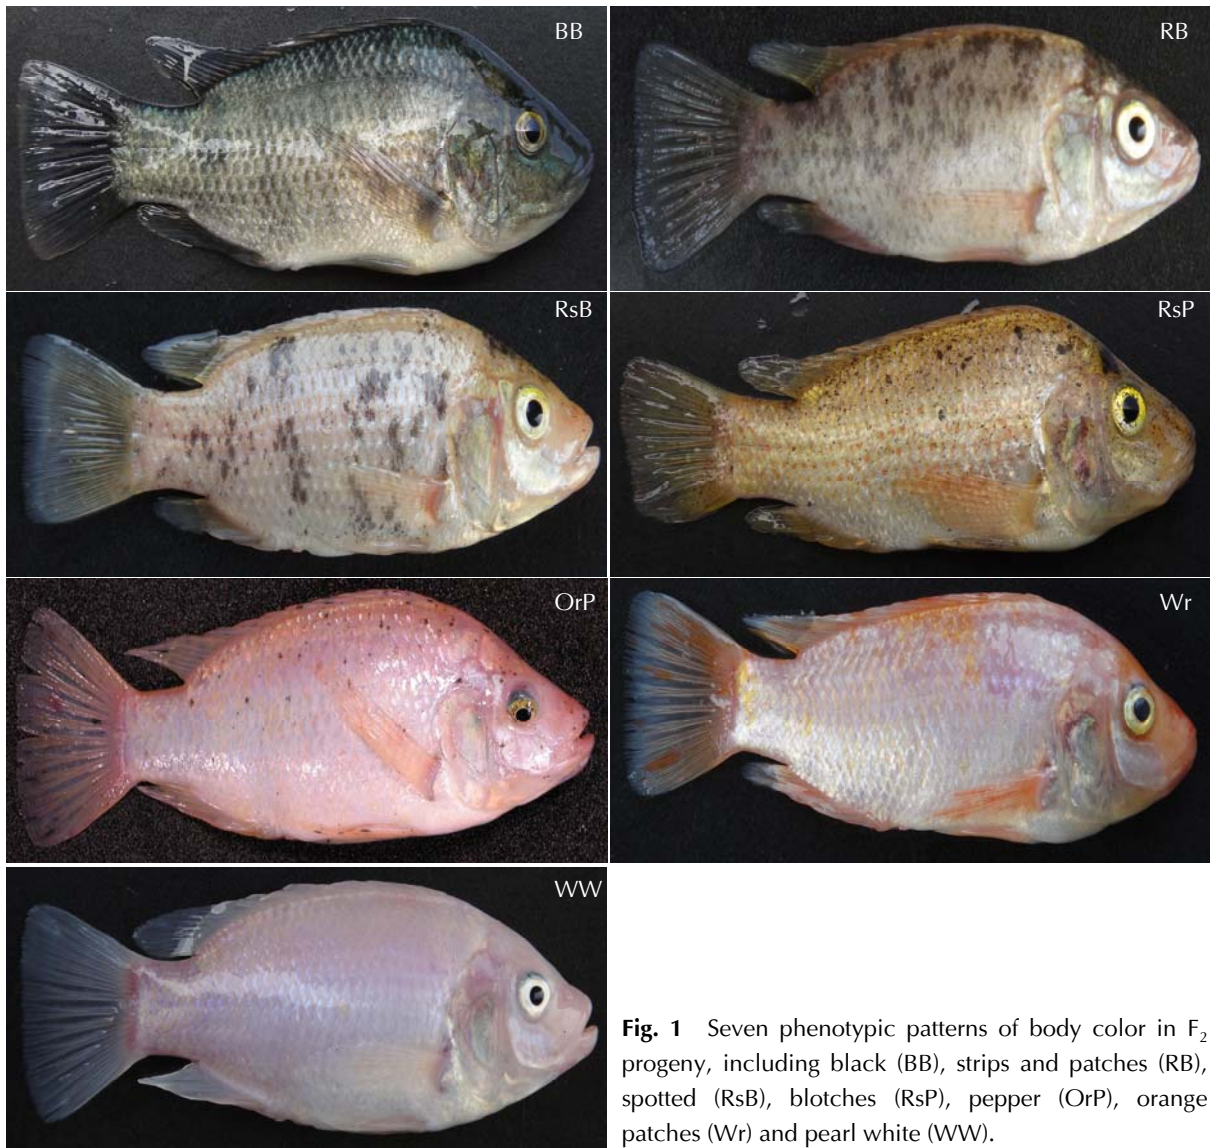 BB
RB
RsB
RsP
OrP
Wr
WW
Fig. 1 Seven phenotypic patterns of body color in F₂
progeny, including black (BB), strips and patches (RB),
spotted (RsB), blotches (RsP), pepper (OrP), orange
patches (Wr) and pearl white (WW).